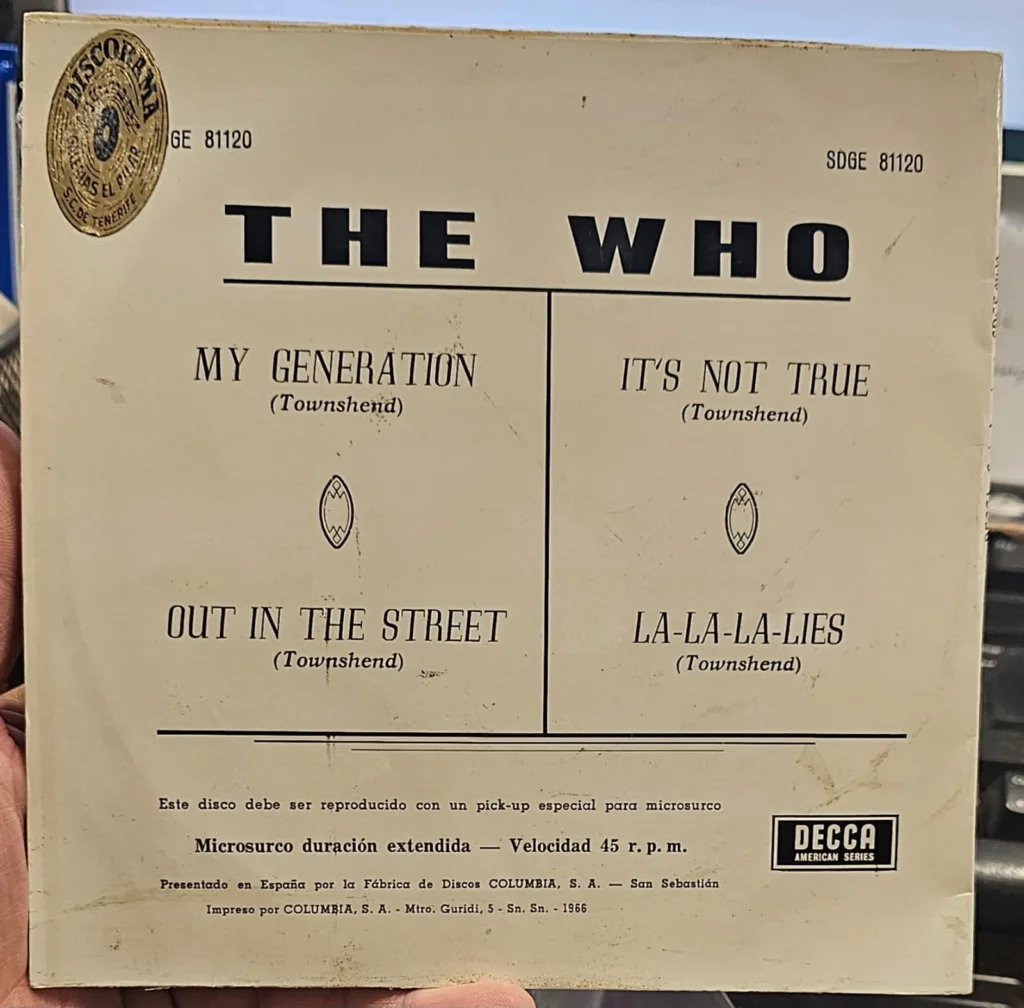 DISCORAMA
GALERIAS EL PILAR
S.C. DE TENERIFE
GE 81120
SDGE 81120
THE WHO
MY GENERATION
(Townshend)
IT'S NOT TRUE
(Townshend)
OUT IN THE STREET
(Townshend)
LA-LA-LA-LIES
(Townshend)
Este disco debe ser reproducido con un pick-up especial para microsurco
Microsurco duración extendida — Velocidad 45 r. p. m.
Presentado en España por la Fábrica de Discos COLUMBIA, S. A. — San Sebastián
Impreso por COLUMBIA, S. A. - Mtro. Guridi, 5 - Sn. Sn. - 1966
DECCA
AMERICAN SERIES